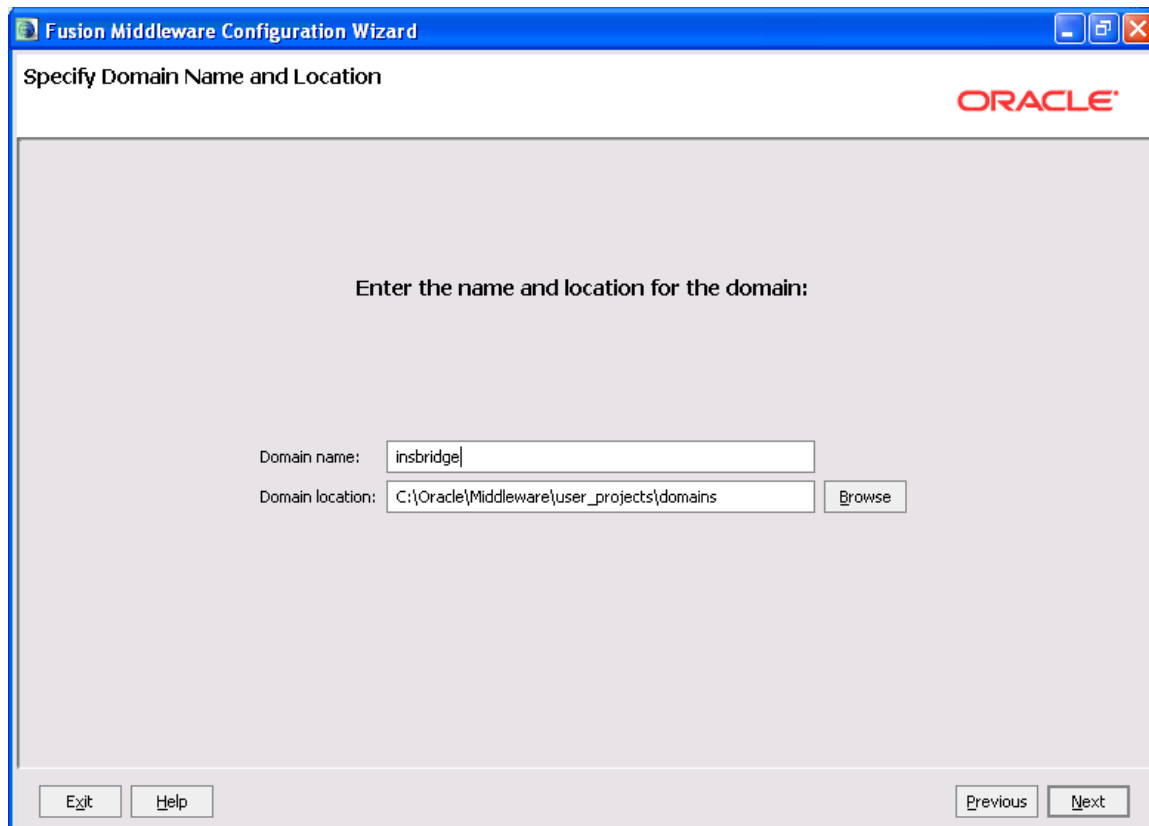 Fusion Middleware Configuration Wizard
Specify Domain Name and Location
ORACLE
Enter the name and location for the domain:
Domain name: insbridge
Domain location: C:\Oracle\Middleware\user_projects\domains Browse
Exit Help Previous Next